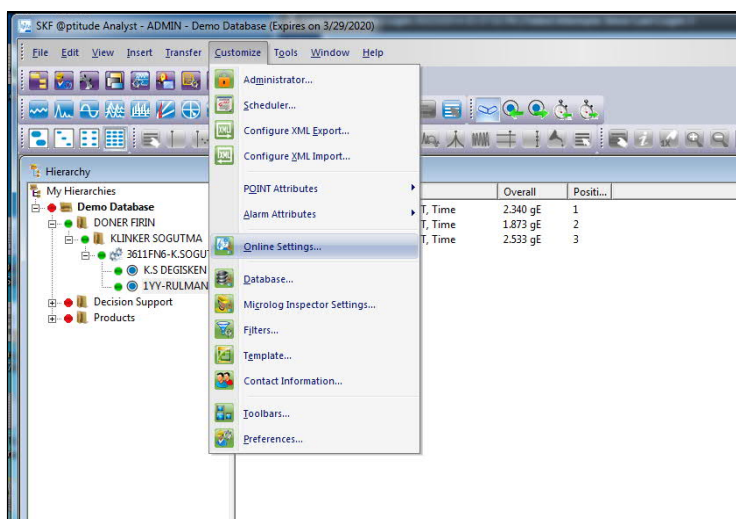 SKF @ptitude Analyst - ADMIN - Demo Database (Expires on 3/29/2020)
File Edit View Insert Transfer Customize Tools Window Help
Administrator...
Scheduler...
Configure XML Export...
Configure XML Import...
POINT Attributes
Alarm Attributes
Online Settings...
Database...
Microlog Inspector Settings...
Filters...
Template...
Contact Information...
Toolbars...
Preferences...
Hierarchy
My Hierarchies
Demo Database
DONER FIRIN
KLINKER SOGUTMA
3611FN6-K.SOGU
K.S DEGISKEN
1YY-RULMAN
Decision Support
Products
Overall Positi...
T, Time 2.340 gE 1
T, Time 1.873 gE 2
T, Time 2.533 gE 3